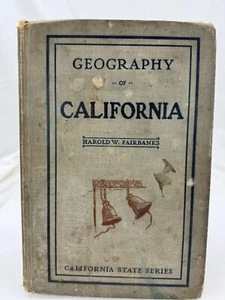 GEOGRAPHY
OF
CALIFORNIA
HAROLD W. FAIRBANKS
CALIFORNIA STATE SERIES